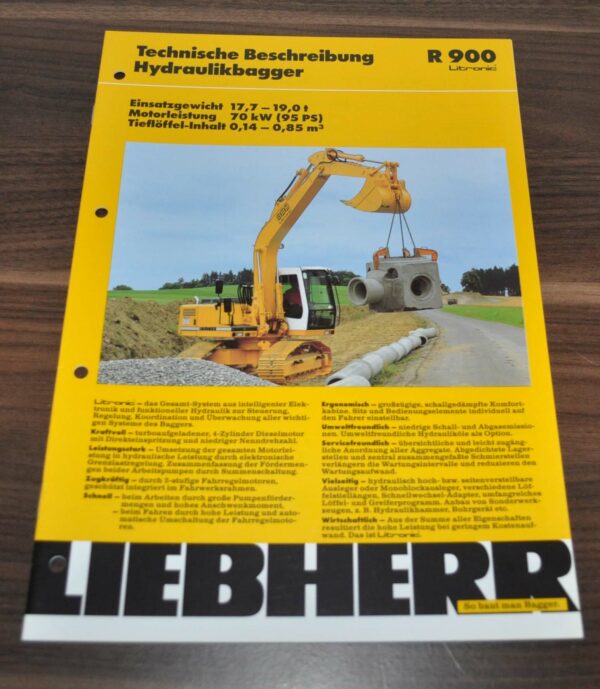 Technische Beschreibung
Hydraulikbagger
R 900
Litronic
Einsatzgewicht 17,7 – 19,0 t
Motorleistung 70 kW (95 PS)
Tieflöffel-Inhalt 0,14 – 0,85 m³
Litronic – das Gesamt-System aus intelligenter Elek-
tronik und funktioneller Hydraulik zur Steuerung,
Regelung, Koordination und Überwachung aller wichti-
gen Systeme des Baggers.
Kraftvoll – turboaufgeladener, 4-Zylinder Dieselmotor
mit Direkteinspritzung und niedriger Nenndrehzahl.
Leistungsstark – Umsetzung der gesamten Motorlei-
stung in hydraulische Leistung durch elektronische
Grenzlastregelung. Zusammenfassung der Fördermen-
gen beider Arbeitspumpen durch Summenschaltung.
Zugkräftig – durch 2-stufige Fahrregelmotoren,
geschützt integriert im Fahrwerksrahmen.
Schnell – beim Arbeiten durch große Pumpenförder-
mengen und hohes Anschwenkmoment,
– beim Fahren durch hohe Leistung und auto-
matische Umschaltung der Fahrregelmoto-
ren.
Ergonomisch – großzügige, schallgedämpfte Komfort-
kabine. Sitz und Bedienungselemente individuell auf
den Fahrer einstellbar.
Umweltfreundlich – niedrige Schall- und Abgasemissio-
nen. Umweltfreundliche Hydrauliköle als Option.
Servicefreundlich – übersichtliche und leicht zugäng-
liche Anordnung aller Aggregate. Abgedichtete Lager-
stellen und zentral zusammengefaßte Schmierstellen
verlängern die Wartungsintervalle und reduzieren den
Wartungsaufwand.
Vielseitig – hydraulisch hoch- bzw. seitenverstellbare
Ausleger oder Monoblockausleger, verschiedene Löf-
felstiellängen, Schnellwechsel-Adapter, umfangreiches
Löffel- und Greiferprogramm. Anbau von Sonderwerk-
zeugen, z. B. Hydraulikhammer, Bohrgerät etc.
Wirtschaftlich – Aus der Summe aller Eigenschaften
resultiert die hohe Leistung bei geringem Kostenauf-
wand. Das ist Litronic.
LIEBHERR
So baut man Bagger.